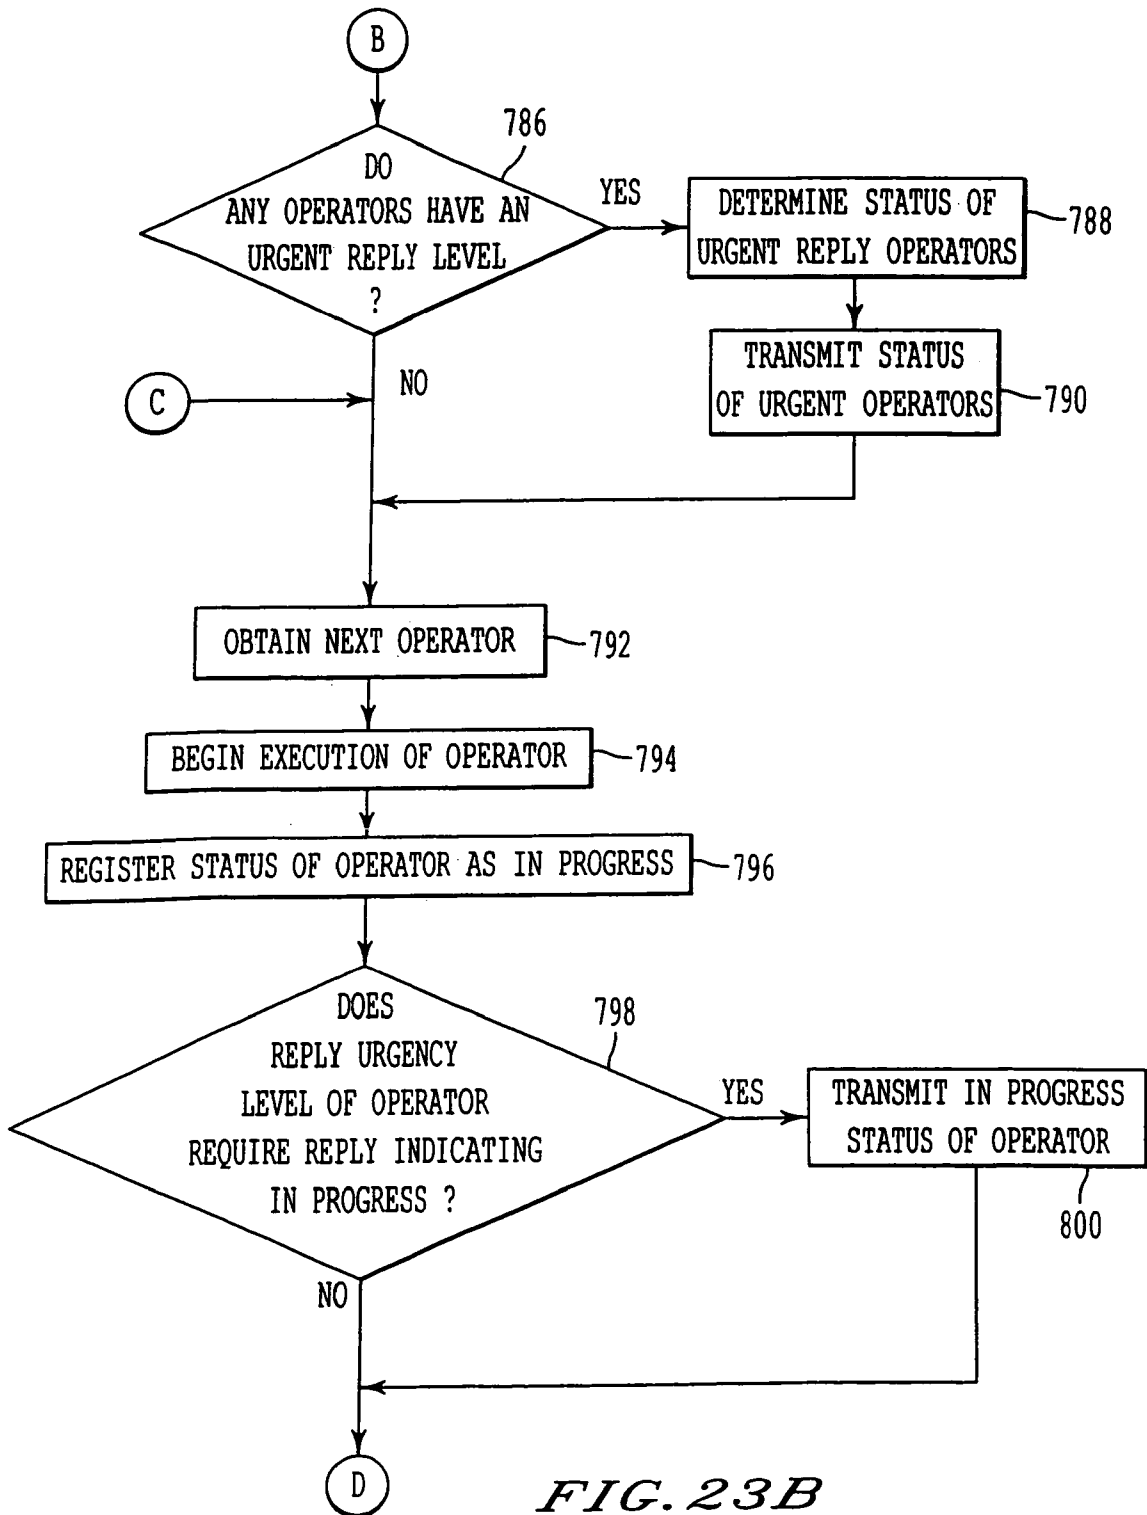 B
786
DO
ANY OPERATORS HAVE AN
URGENT REPLY LEVEL
?
YES
DETERMINE STATUS OF
URGENT REPLY OPERATORS
788
TRANSMIT STATUS
OF URGENT OPERATORS
790
NO
C
OBTAIN NEXT OPERATOR
792
BEGIN EXECUTION OF OPERATOR
794
REGISTER STATUS OF OPERATOR AS IN PROGRESS
796
DOES
REPLY URGENCY
LEVEL OF OPERATOR
REQUIRE REPLY INDICATING
IN PROGRESS ?
798
YES
TRANSMIT IN PROGRESS
STATUS OF OPERATOR
800
NO
D
FIG. 23B